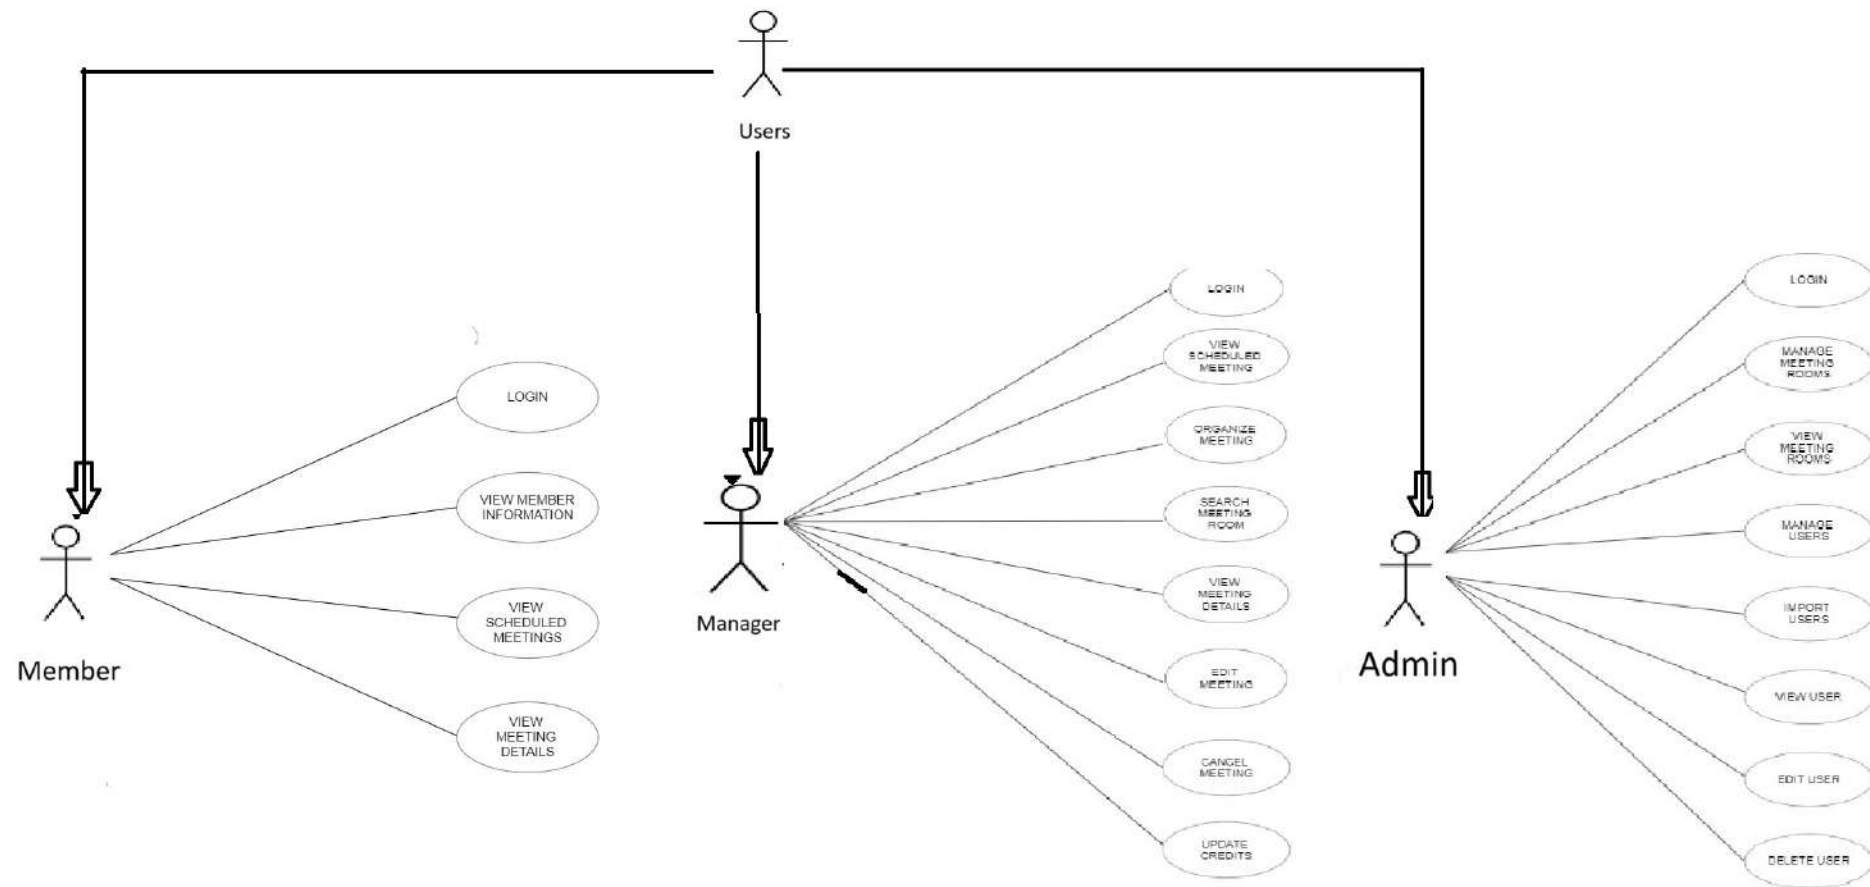 Users
Member
LOGIN
VIEW MEMBER
INFORMATION
VIEW
SCHEDULED
MEETINGS
VIEW
MEETING
DETAILS
Manager
LOGIN
VIEW
SCHEDULED
MEETING
ORGANIZE
MEETING
SEARCH
MEETING
ROOM
VIEW
MEETING
DETAILS
EDIT
MEETING
CANCEL
MEETING
UPDATE
CREDITS
Admin
LOGIN
MANAGE
MEETING
ROOMS
VIEW
MEETING
ROOMS
MANAGE
USERS
IMPORT
USERS
VIEW USER
EDIT USER
DELETE USER